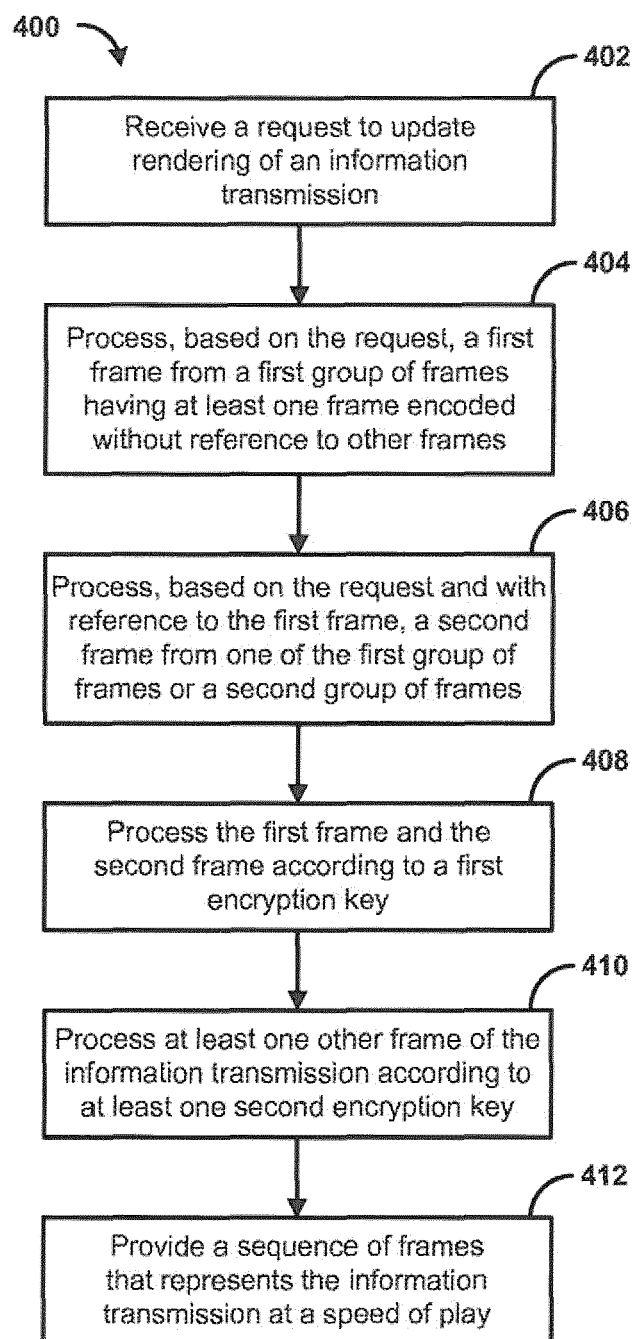 400
402
Receive a request to update
rendering of an information
transmission
404
Process, based on the request, a first
frame from a first group of frames
having at least one frame encoded
without reference to other frames
406
Process, based on the request and with
reference to the first frame, a second
frame from one of the first group of
frames or a second group of frames
408
Process the first frame and the
second frame according to a first
encryption key
410
Process at least one other frame of the
information transmission according to
at least one second encryption key
412
Provide a sequence of frames
that represents the information
transmission at a speed of play